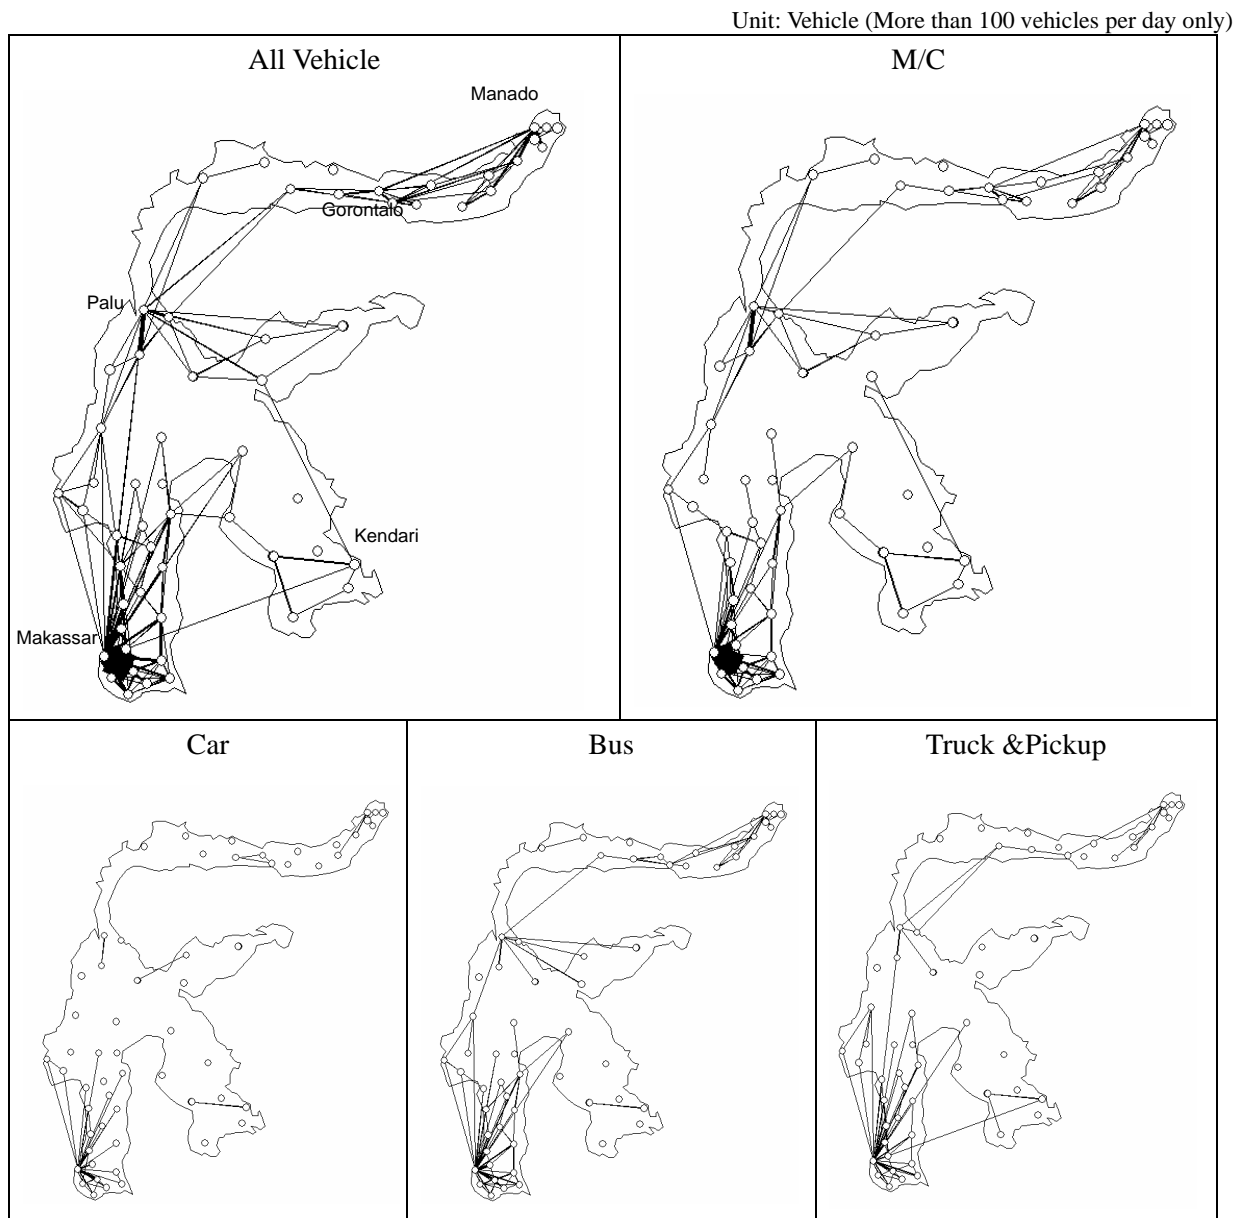 Unit: Vehicle (More than 100 vehicles per day only)
All Vehicle
M/C
Manado
Gorontalo
Palu
Kendari
Makassar
Car
Bus
Truck &Pickup